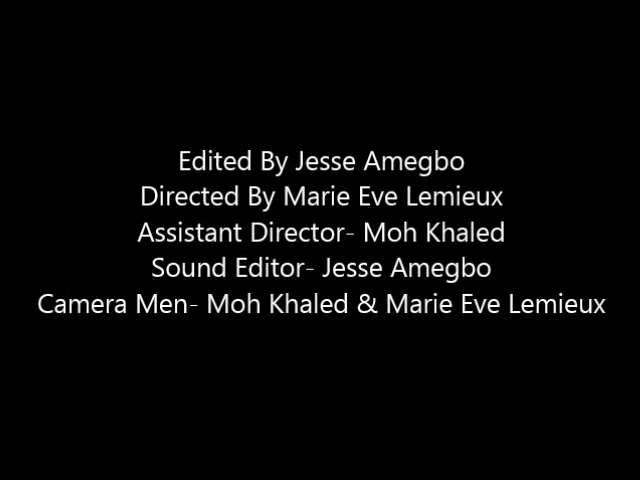 Edited By Jesse Amegbo
Directed By Marie Eve Lemieux
Assistant Director- Moh Khaled
Sound Editor- Jesse Amegbo
Camera Men- Moh Khaled & Marie Eve Lemieux